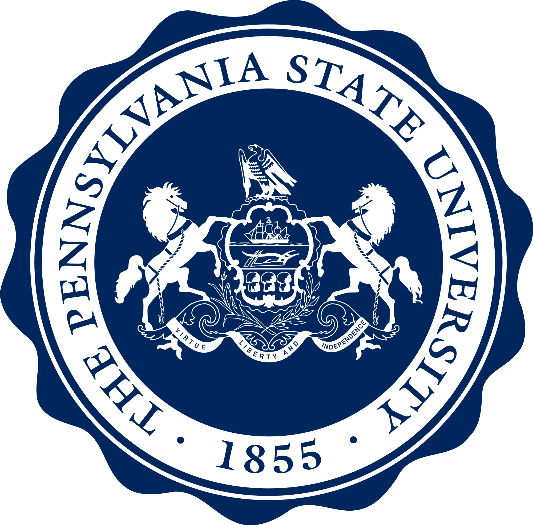 THE PENNSYLVANIA STATE UNIVERSITY
· 1855 ·
VIRTUE
LIBERTY AND
INDEPENDENCE